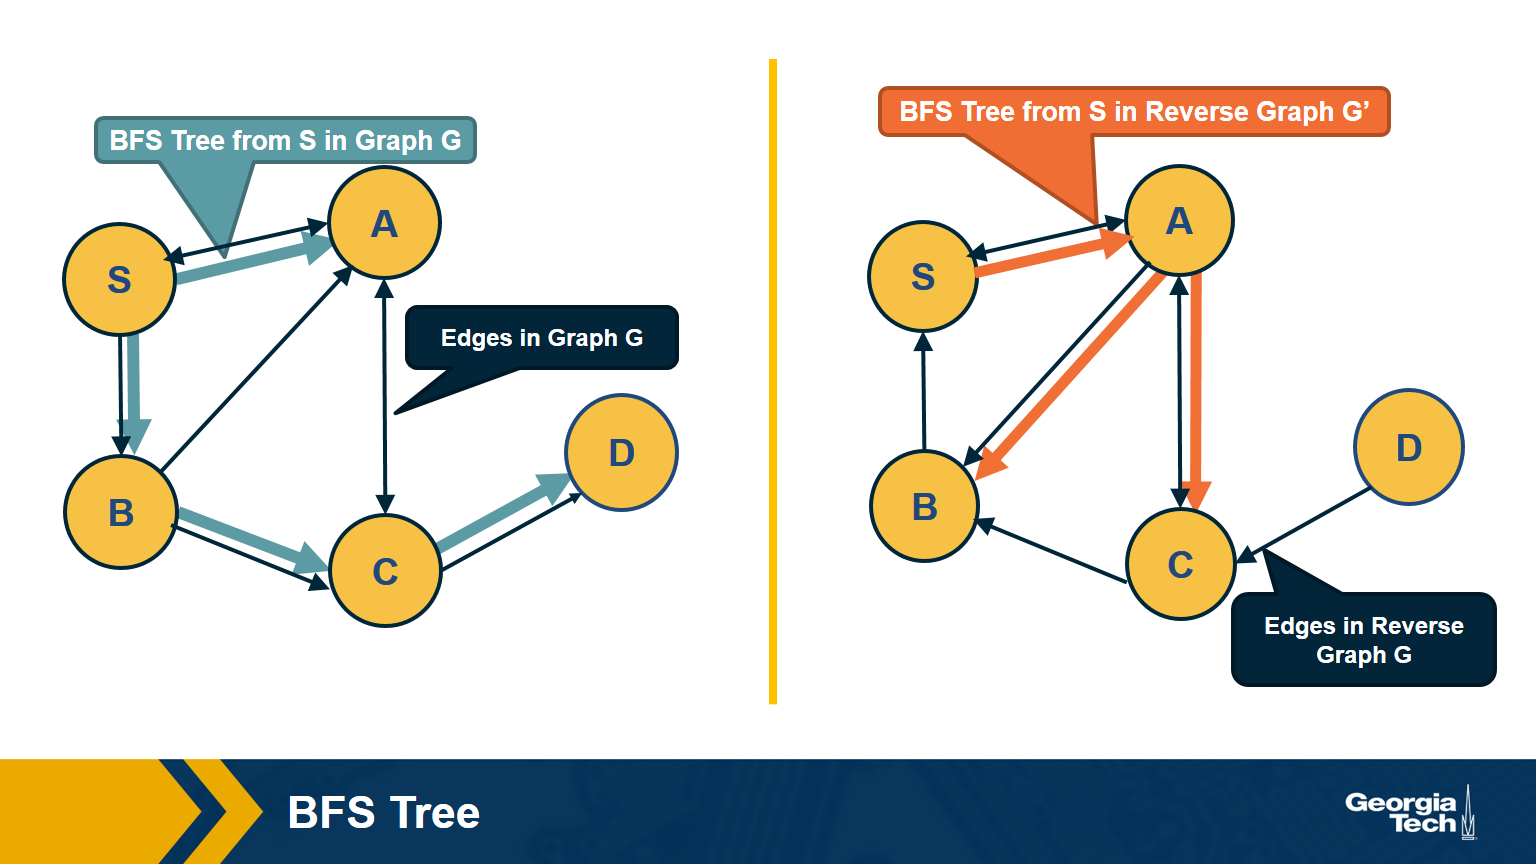 BFS Tree from S in Graph G
A
S
Edges in Graph G
D
B
C
BFS Tree from S in Reverse Graph G’
A
S
D
B
C
Edges in Reverse
Graph G
BFS Tree
Georgia
Tech